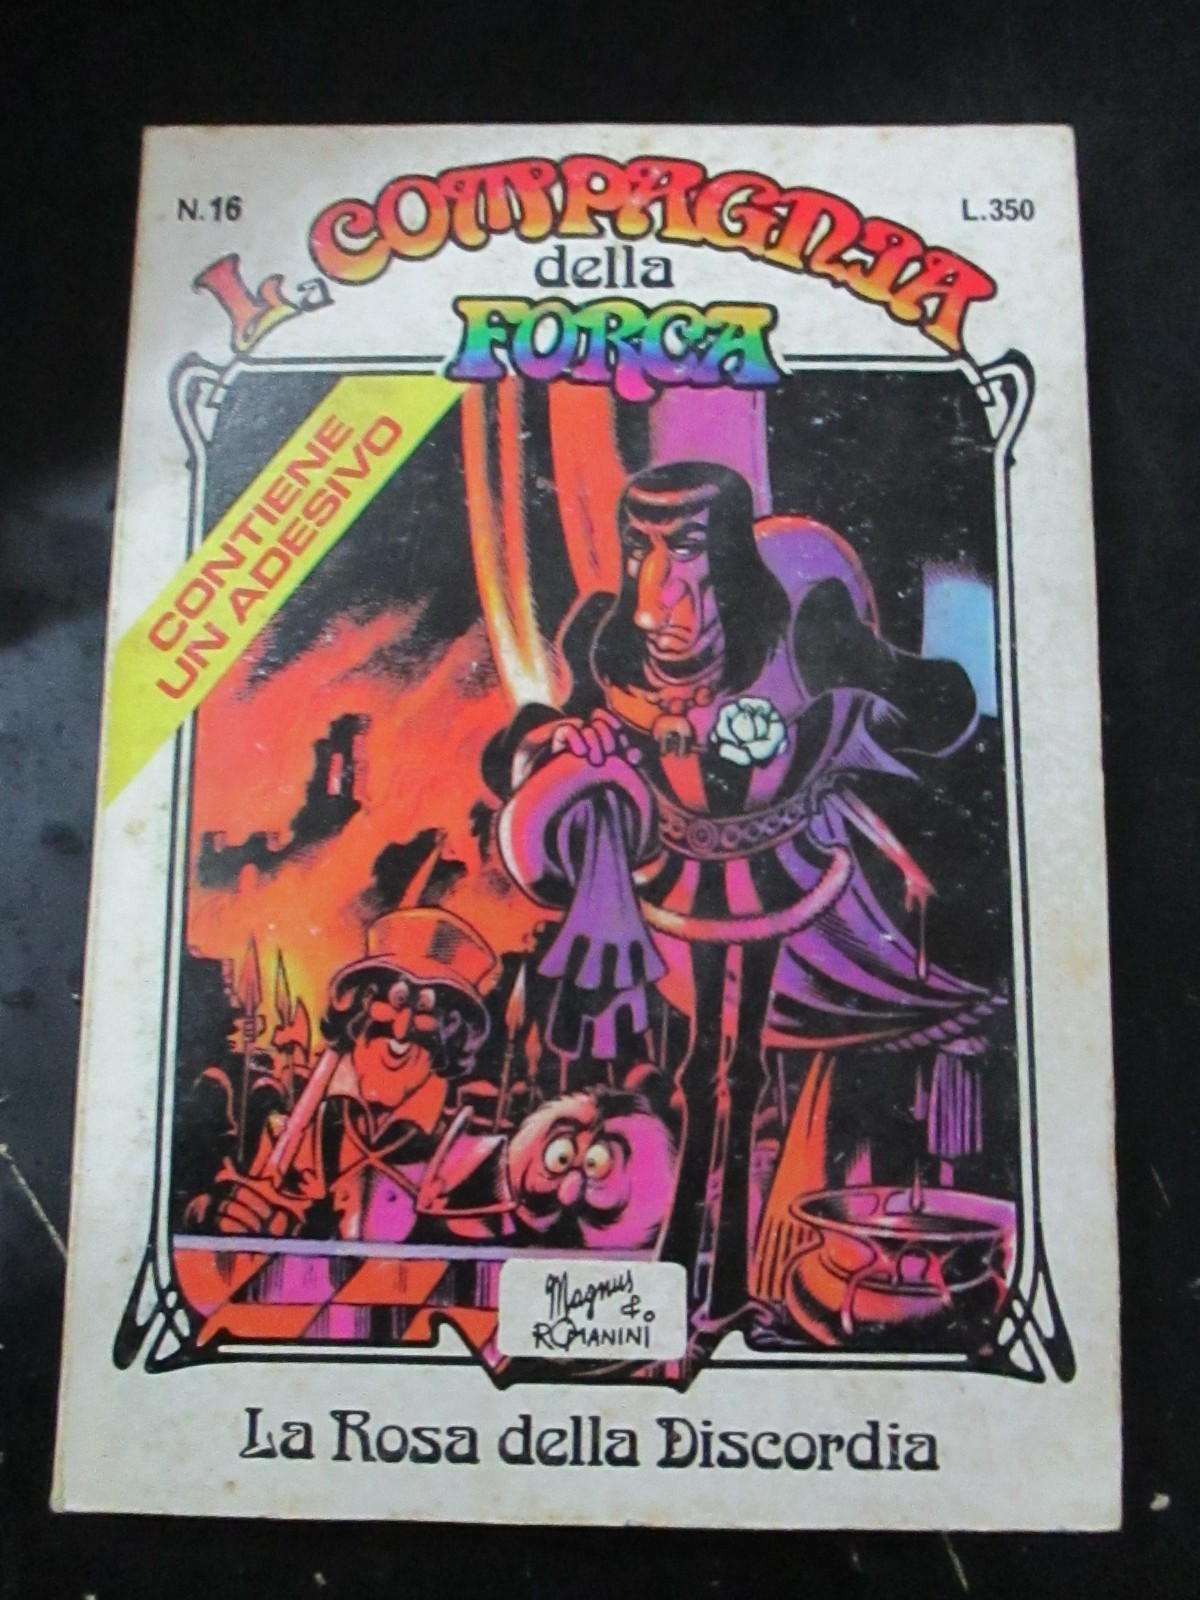 N.16
L.350
La COMPAGNIA
della
FORCA
CONTIENE
UN ADESIVO
Magnus
& 
ROMANINI
La Rosa della Discordia